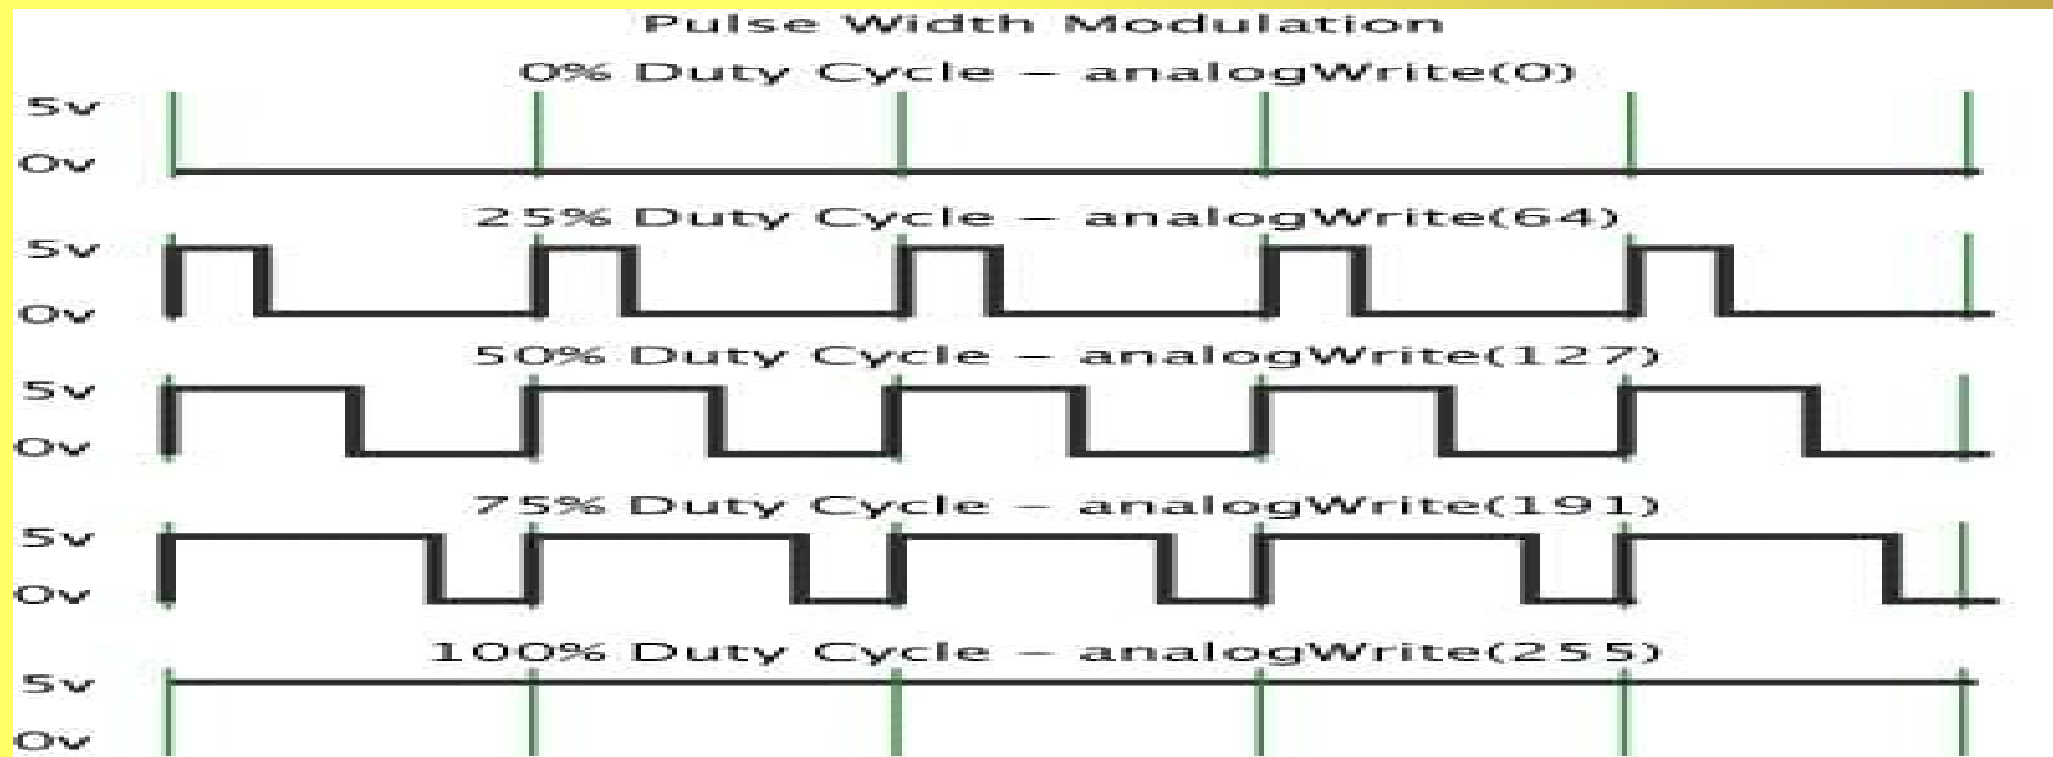 Pulse Width Modulation
0% Duty Cycle – analogWrite(0)
5v
0v
25% Duty Cycle – analogWrite(64)
5v
0v
50% Duty Cycle – analogWrite(127)
5v
0v
75% Duty Cycle – analogWrite(191)
5v
0v
100% Duty Cycle – analogWrite(255)
5v
0v